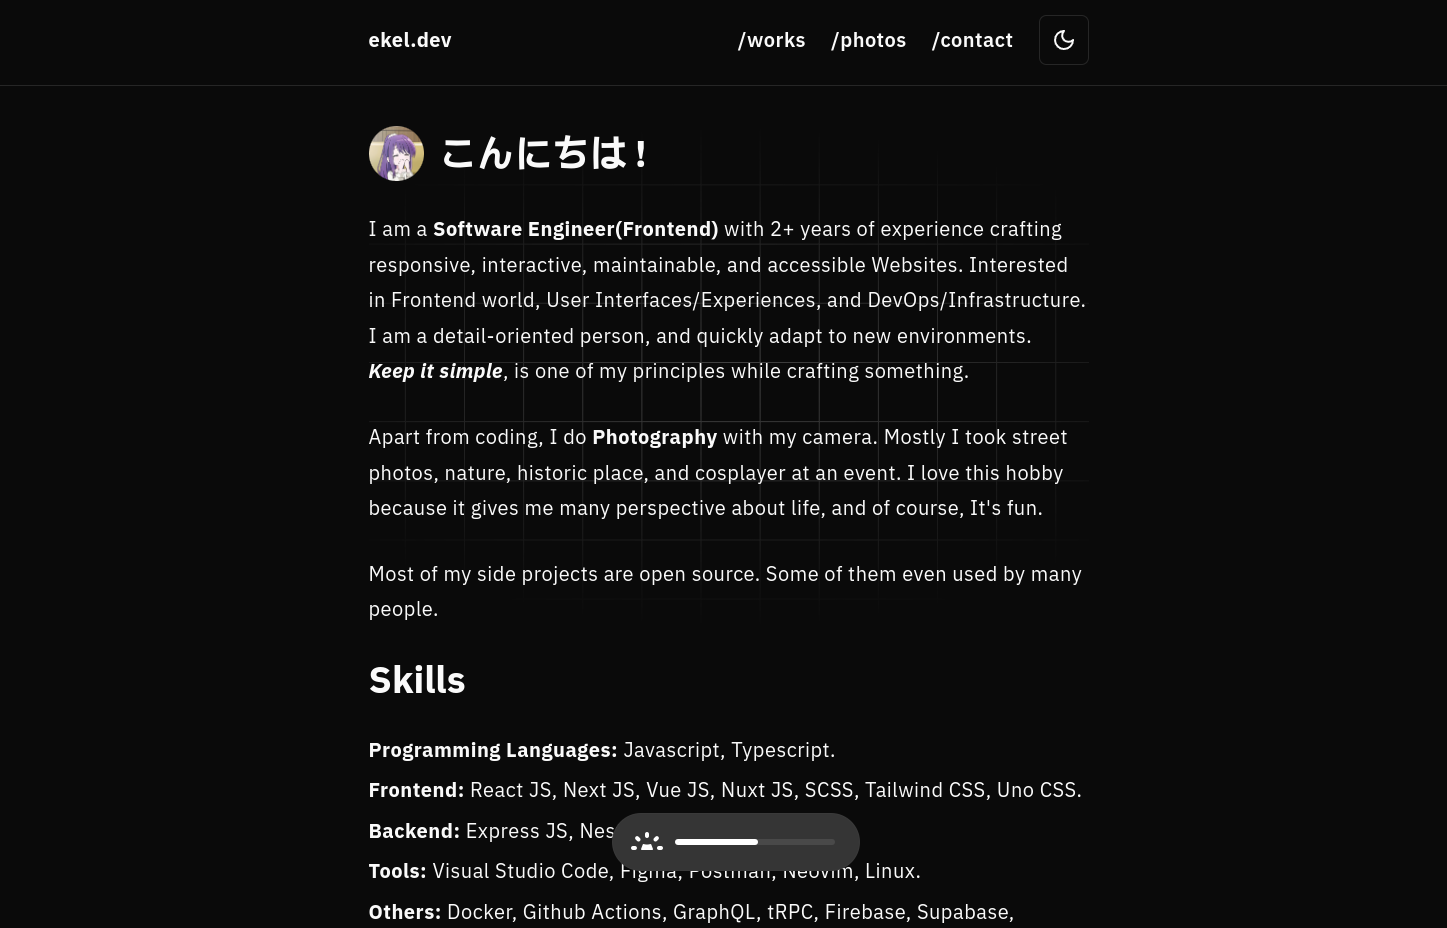 ekel.dev
/works /photos /contact
こんにちは！
I am a Software Engineer(Frontend) with 2+ years of experience crafting
responsive, interactive, maintainable, and accessible Websites. Interested
in Frontend world, User Interfaces/Experiences, and DevOps/Infrastructure.
I am a detail-oriented person, and quickly adapt to new environments.
Keep it simple, is one of my principles while crafting something.
Apart from coding, I do Photography with my camera. Mostly I took street
photos, nature, historic place, and cosplayer at an event. I love this hobby
because it gives me many perspective about life, and of course, It's fun.
Most of my side projects are open source. Some of them even used by many
people.
Skills
Programming Languages: Javascript, Typescript.
Frontend: React JS, Next JS, Vue JS, Nuxt JS, SCSS, Tailwind CSS, Uno CSS.
Backend: Express JS,
Tools: Visual Studio Code, Figma, Postman, Neovim, Linux.
Others: Docker, Github Actions, GraphQL, tRPC, Firebase, Supabase,